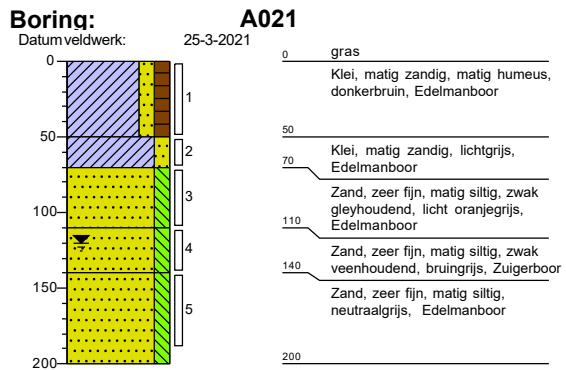 Boring: A021
Datum veldwerk: 25-3-2021
0
50
100
150
200
1
2
3
4
5
0 gras
Klei, matig zandig, matig humeus,
donkerbruin, Edelmanboor
50
Klei, matig zandig, lichtgrijs,
Edelmanboor
70
Zand, zeer fijn, matig siltig, zwak
gleyhoudend, licht oranjegrijs,
Edelmanboor
110
Zand, zeer fijn, matig siltig, zwak
veenhoudend, bruingrijs, Zuigerboor
140
Zand, zeer fijn, matig siltig,
neutraalgrijs, Edelmanboor
200